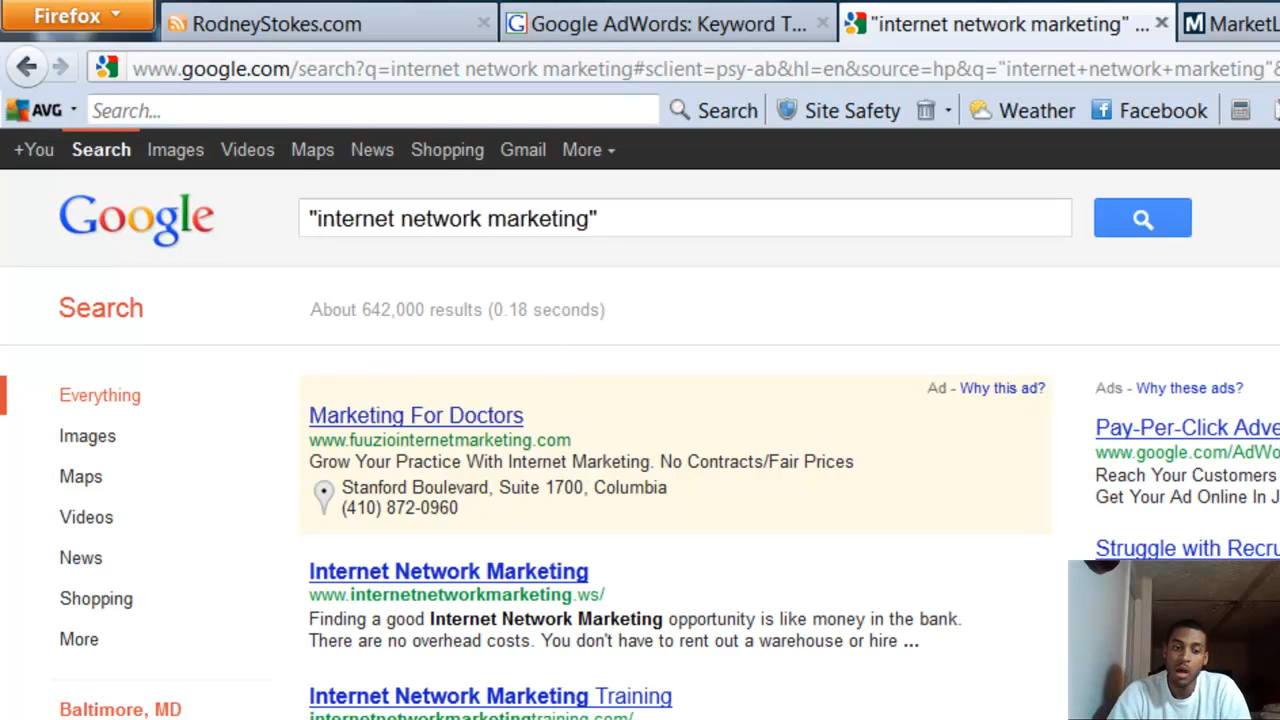 Firefox
RodneyStokes.com
Google AdWords: Keyword T...
"internet network marketing" ...
MarketL
www.google.com/search?q=internet network marketing#sclient=psy-ab&hl=en&source=hp&q="internet+network+marketing"&
AVG
Search...
Search
Site Safety
Weather
Facebook
+You
Search
Images
Videos
Maps
News
Shopping
Gmail
More
Google
"internet network marketing"
Search
About 642,000 results (0.18 seconds)
Everything
Images
Maps
Videos
News
Shopping
More
Baltimore, MD
Ad - Why this ad?
Marketing For Doctors
www.fuuziointernetmarketing.com
Grow Your Practice With Internet Marketing. No Contracts/Fair Prices
Stanford Boulevard, Suite 1700, Columbia
(410) 872-0960
Internet Network Marketing
www.internetnetworkmarketing.ws/
Finding a good Internet Network Marketing opportunity is like money in the bank.
There are no overhead costs. You don't have to rent out a warehouse or hire ...
Internet Network Marketing Training
internetnetworkmarketingtraining.com/
Ads - Why these ads?
Pay-Per-Click Adve
www.google.com/AdWo
Reach Your Customers
Get Your Ad Online In J
Struggle with Recru